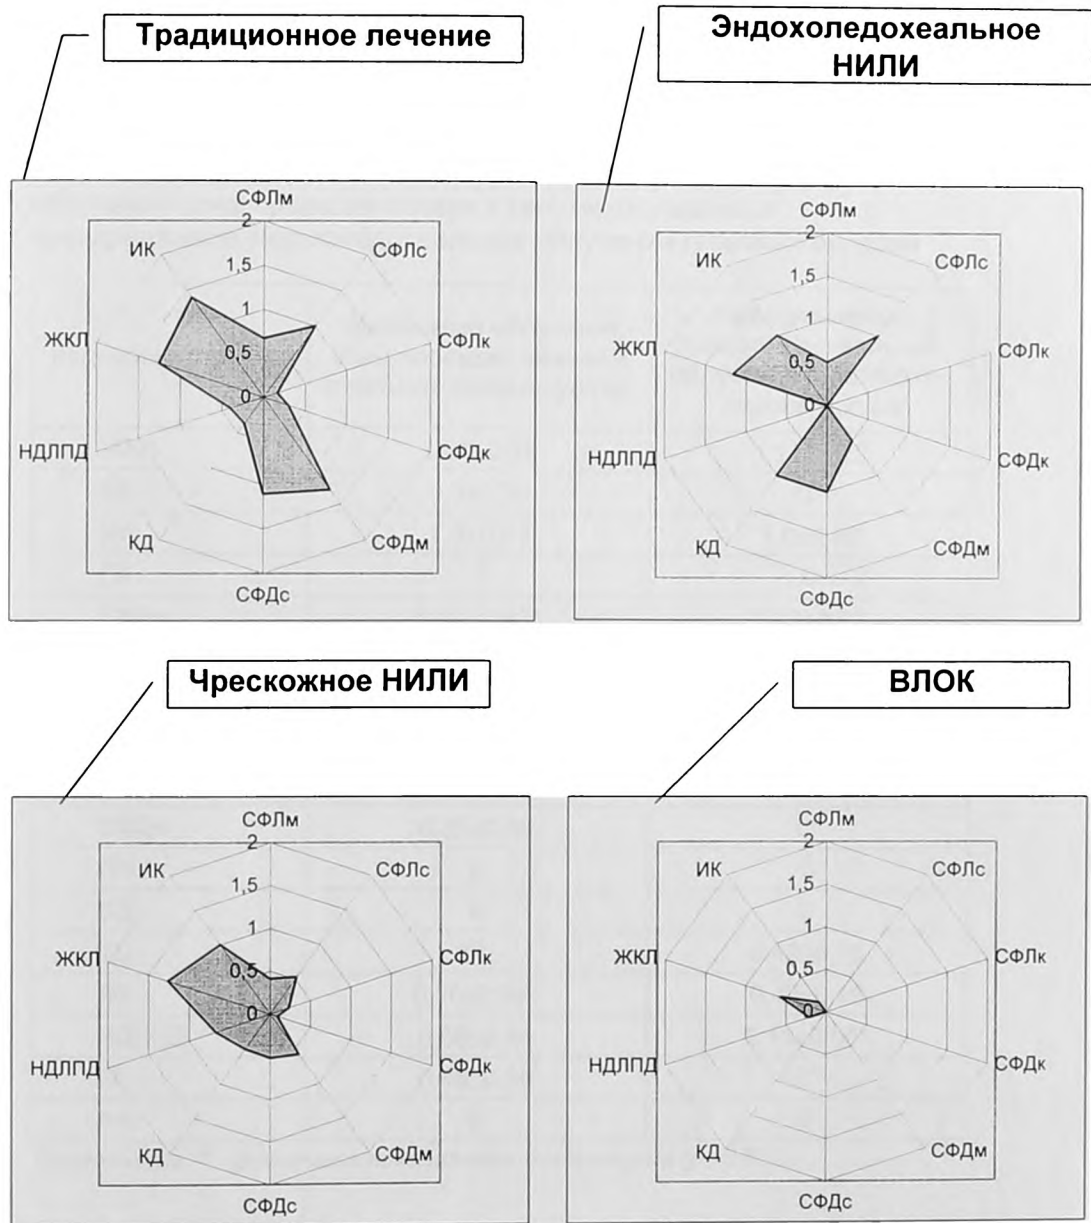 Традиционное лечение
Эндохоледохеальное
НИЛИ
СФЛм
2
ИК
СФЛс
1,5
1
ЖКЛ
СФЛк
0,5
0
НДЛПД
СФДк
КД
СФДм
СФДс
СФЛм
2
ИК
СФЛс
1,5
1
ЖКЛ
СФЛк
0,5
0
НДЛПД
СФДк
КД
СФДм
СФДс
Чрескожное НИЛИ
ВЛОК
СФЛм
2
ИК
СФЛс
1,5
1
ЖКЛ
СФЛк
0,5
0
НДЛПД
СФДк
КД
СФДм
СФДс
СФЛм
2
ИК
СФЛс
1,5
1
ЖКЛ
СФЛк
0,5
0
НДЛПД
СФДк
КД
СФДм
СФДс